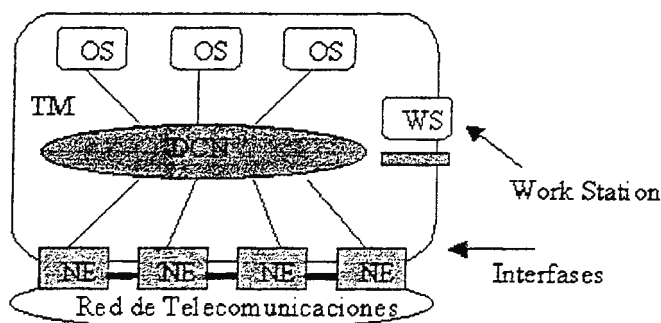 OS OS OS
TM
WS
DCN
Work Station
NE NE NE NE
Interfases
Red de Telecomunicaciones